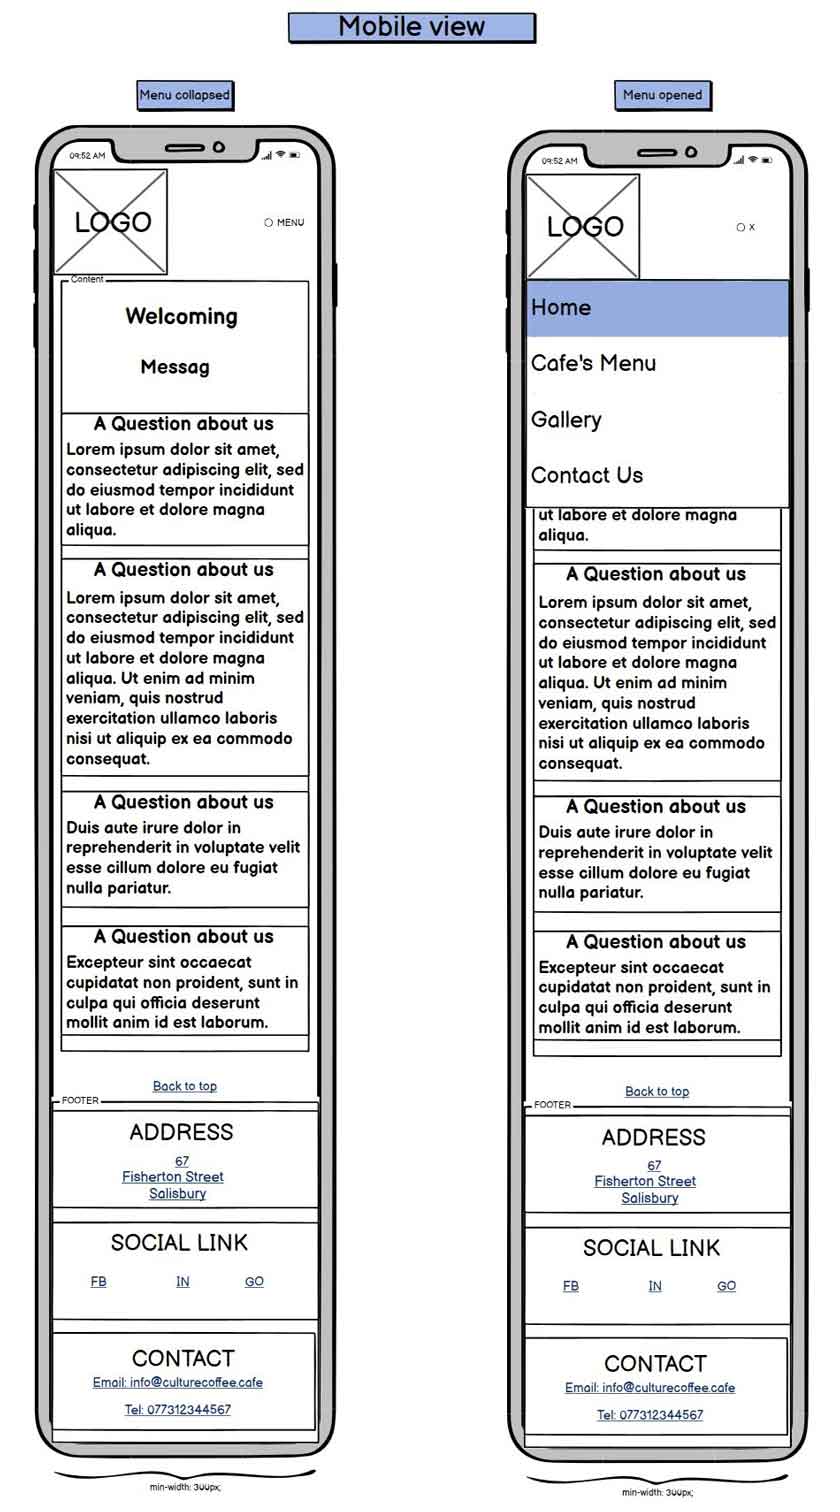 Mobile view
Menu collapsed
09:52 AM
LOGO
MENU
Content
Welcoming
Messag
A Question about us
Lorem ipsum dolor sit amet,
consectetur adipiscing elit, sed
do eiusmod tempor incididunt
ut labore et dolore magna
aliqua.
A Question about us
Lorem ipsum dolor sit amet,
consectetur adipiscing elit, sed
do eiusmod tempor incididunt
ut labore et dolore magna
aliqua. Ut enim ad minim
veniam, quis nostrud
exercitation ullamco laboris
nisi ut aliquip ex ea commodo
consequat.
A Question about us
Duis aute irure dolor in
reprehenderit in voluptate velit
esse cillum dolore eu fugiat
nulla pariatur.
A Question about us
Excepteur sint occaecat
cupidatat non proident, sunt in
culpa qui officia deserunt
mollit anim id est laborum.
Back to top
FOOTER
ADDRESS
67
Fisherton Street
Salisbury
SOCIAL LINK
FB IN GO
CONTACT
Email: info@culturecoffee.cafe
Tel: 077312344567
min-width: 300px;
Menu opened
09:52 AM
LOGO
X
Home
Cafe's Menu
Gallery
Contact Us
ut labore et dolore magna
aliqua.
A Question about us
Lorem ipsum dolor sit amet,
consectetur adipiscing elit, sed
do eiusmod tempor incididunt
ut labore et dolore magna
aliqua. Ut enim ad minim
veniam, quis nostrud
exercitation ullamco laboris
nisi ut aliquip ex ea commodo
consequat.
A Question about us
Duis aute irure dolor in
reprehenderit in voluptate velit
esse cillum dolore eu fugiat
nulla pariatur.
A Question about us
Excepteur sint occaecat
cupidatat non proident, sunt in
culpa qui officia deserunt
mollit anim id est laborum.
Back to top
FOOTER
ADDRESS
67
Fisherton Street
Salisbury
SOCIAL LINK
FB IN GO
CONTACT
Email: info@culturecoffee.cafe
Tel: 077312344567
min-width: 300px;